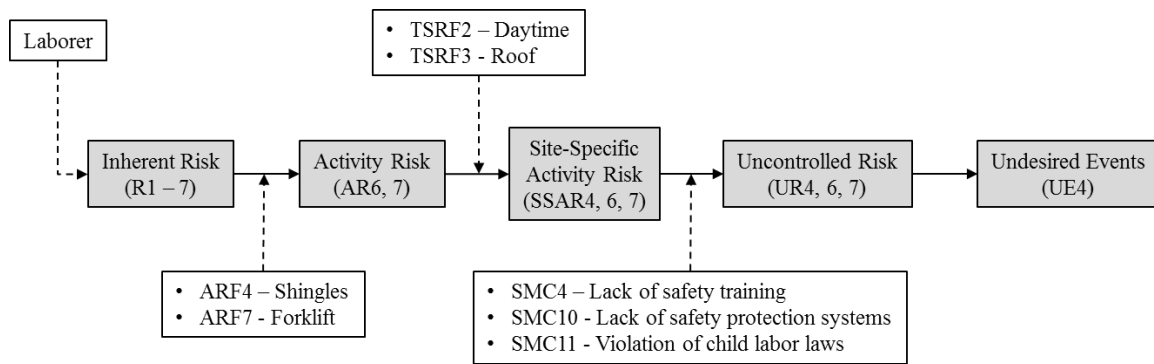 Laborer
• TSRF2 – Daytime
• TSRF3 - Roof
Inherent Risk
(R1 – 7)
Activity Risk
(AR6, 7)
Site-Specific
Activity Risk
(SSAR4, 6, 7)
Uncontrolled Risk
(UR4, 6, 7)
Undesired Events
(UE4)
• ARF4 – Shingles
• ARF7 - Forklift
• SMC4 – Lack of safety training
• SMC10 - Lack of safety protection systems
• SMC11 - Violation of child labor laws